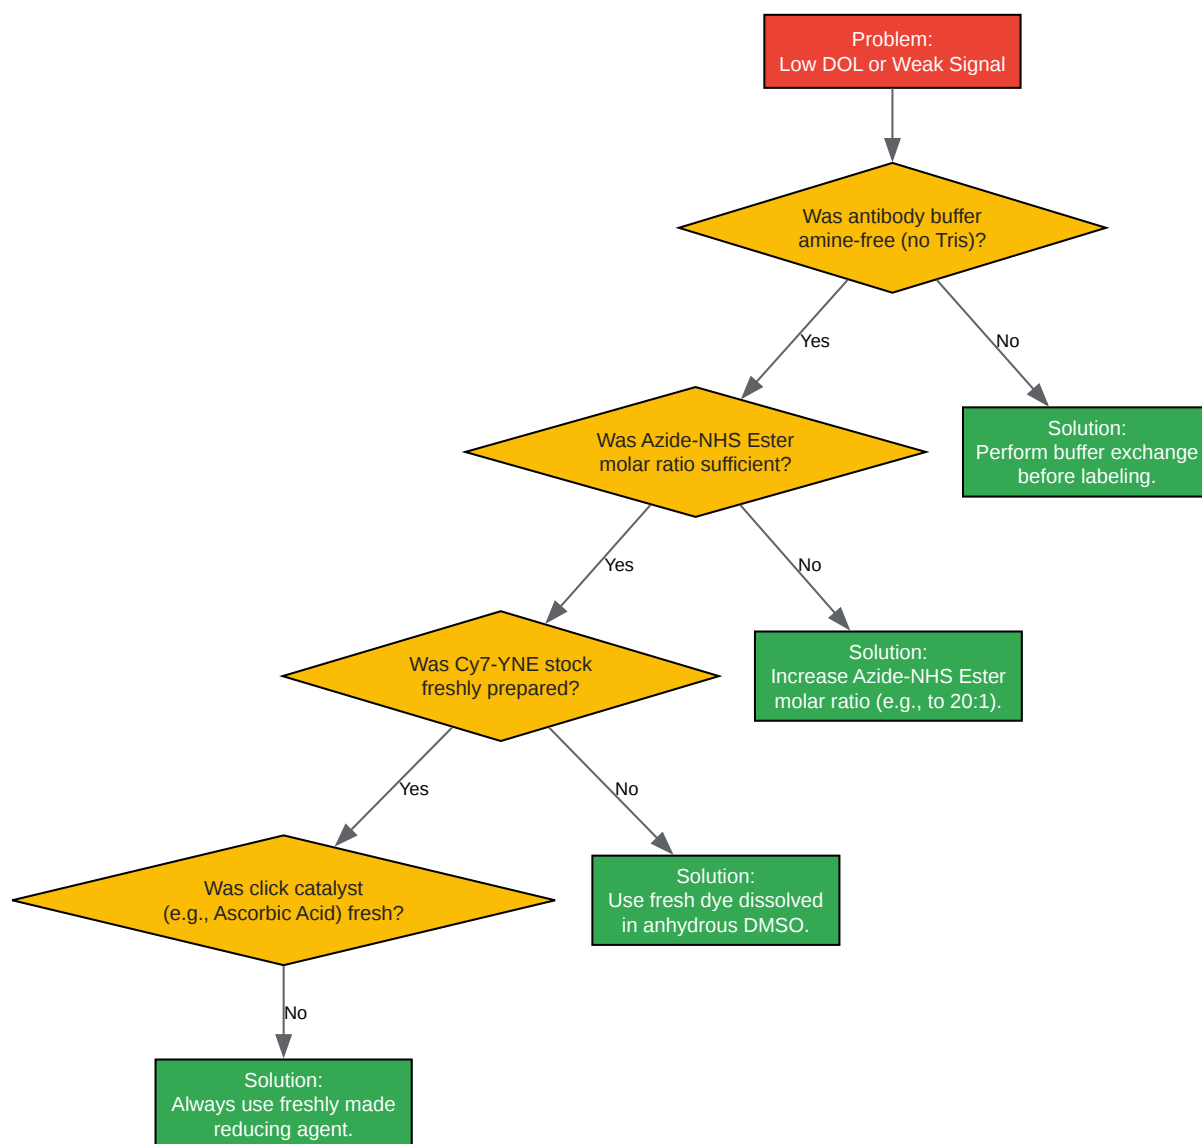 Problem:
Low DOL or Weak Signal
Was antibody buffer
amine-free (no Tris)?
Yes
No
Was Azide-NHS Ester
molar ratio sufficient?
Solution:
Perform buffer exchange
before labeling.
Yes
No
Was Cy7-YNE stock
freshly prepared?
Solution:
Increase Azide-NHS Ester
molar ratio (e.g., to 20:1).
Yes
No
Was click catalyst
(e.g., Ascorbic Acid) fresh?
Solution:
Use fresh dye dissolved
in anhydrous DMSO.
No
Solution:
Always use freshly made
reducing agent.